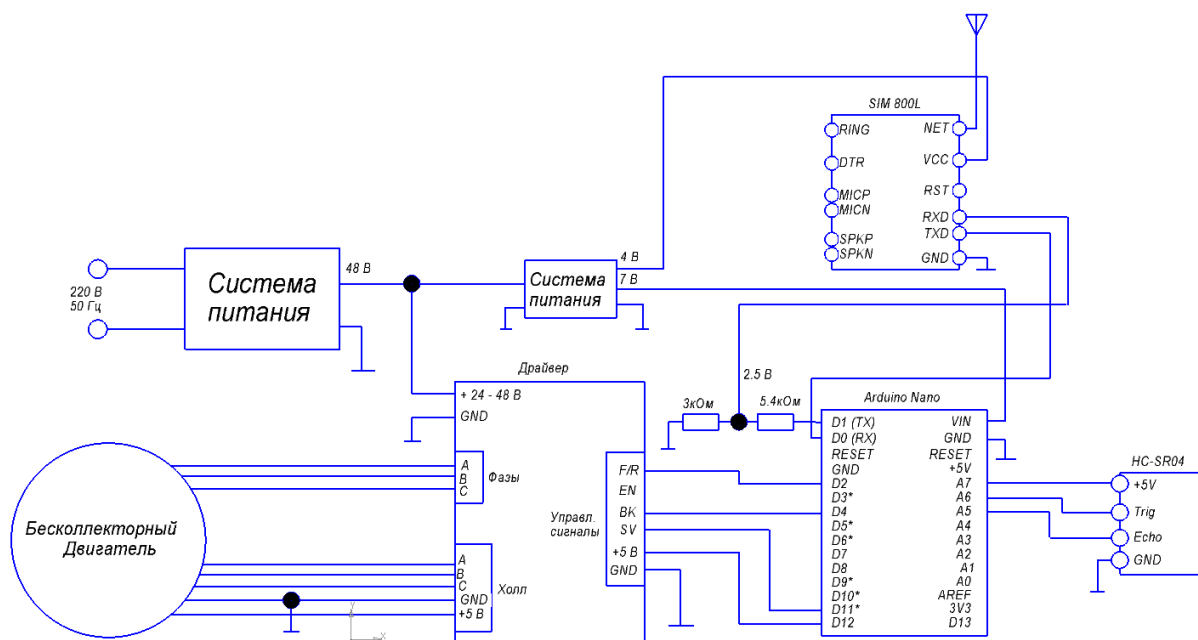 SIM 800L
RING
NET
DTR
VCC
MICP
RST
MICN
RXD
TXD
SPKP
SPKN
GND
220 В
50 Гц
Система
питания
48 В
Система
питания
4 В
7 В
Драйвер
+ 24 - 48 В
GND
A
B
C
Фазы
Управл.
сигналы
F/R
EN
BK
SV
+5 В
GND
A
B
C
GND
+5 В
Холл
Бесколлекторный
Двигатель
2.5 В
3кОм
5.4кОм
Arduino Nano
D1 (TX)
D0 (RX)
RESET
GND
D2
D3*
D4
D5*
D6*
D7
D8
D9*
D10*
D11*
D12
VIN
GND
RESET
+5V
A7
A6
A5
A4
A3
A2
A1
A0
AREF
3V3
D13
HC-SR04
+5V
Trig
Echo
GND
Y
X